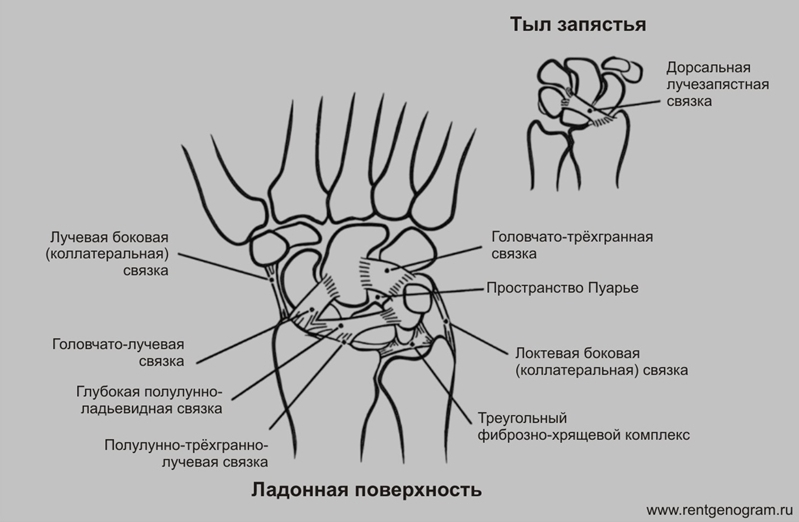 Тыл запястья
Дорсальная
лучезапястная
связка
Лучевая боковая
(коллатеральная)
связка
Головчато-трёхгранная
связка
Пространство Пуарье
Головчато-лучевая
связка
Локтевая боковая
(коллатеральная) связка
Глубокая полулунно-
ладьевидная связка
Треугольный
фиброзно-хрящевой комплекс
Полулунно-трёхгранно-
лучевая связка
Ладонная поверхность
www.rentgenogram.ru